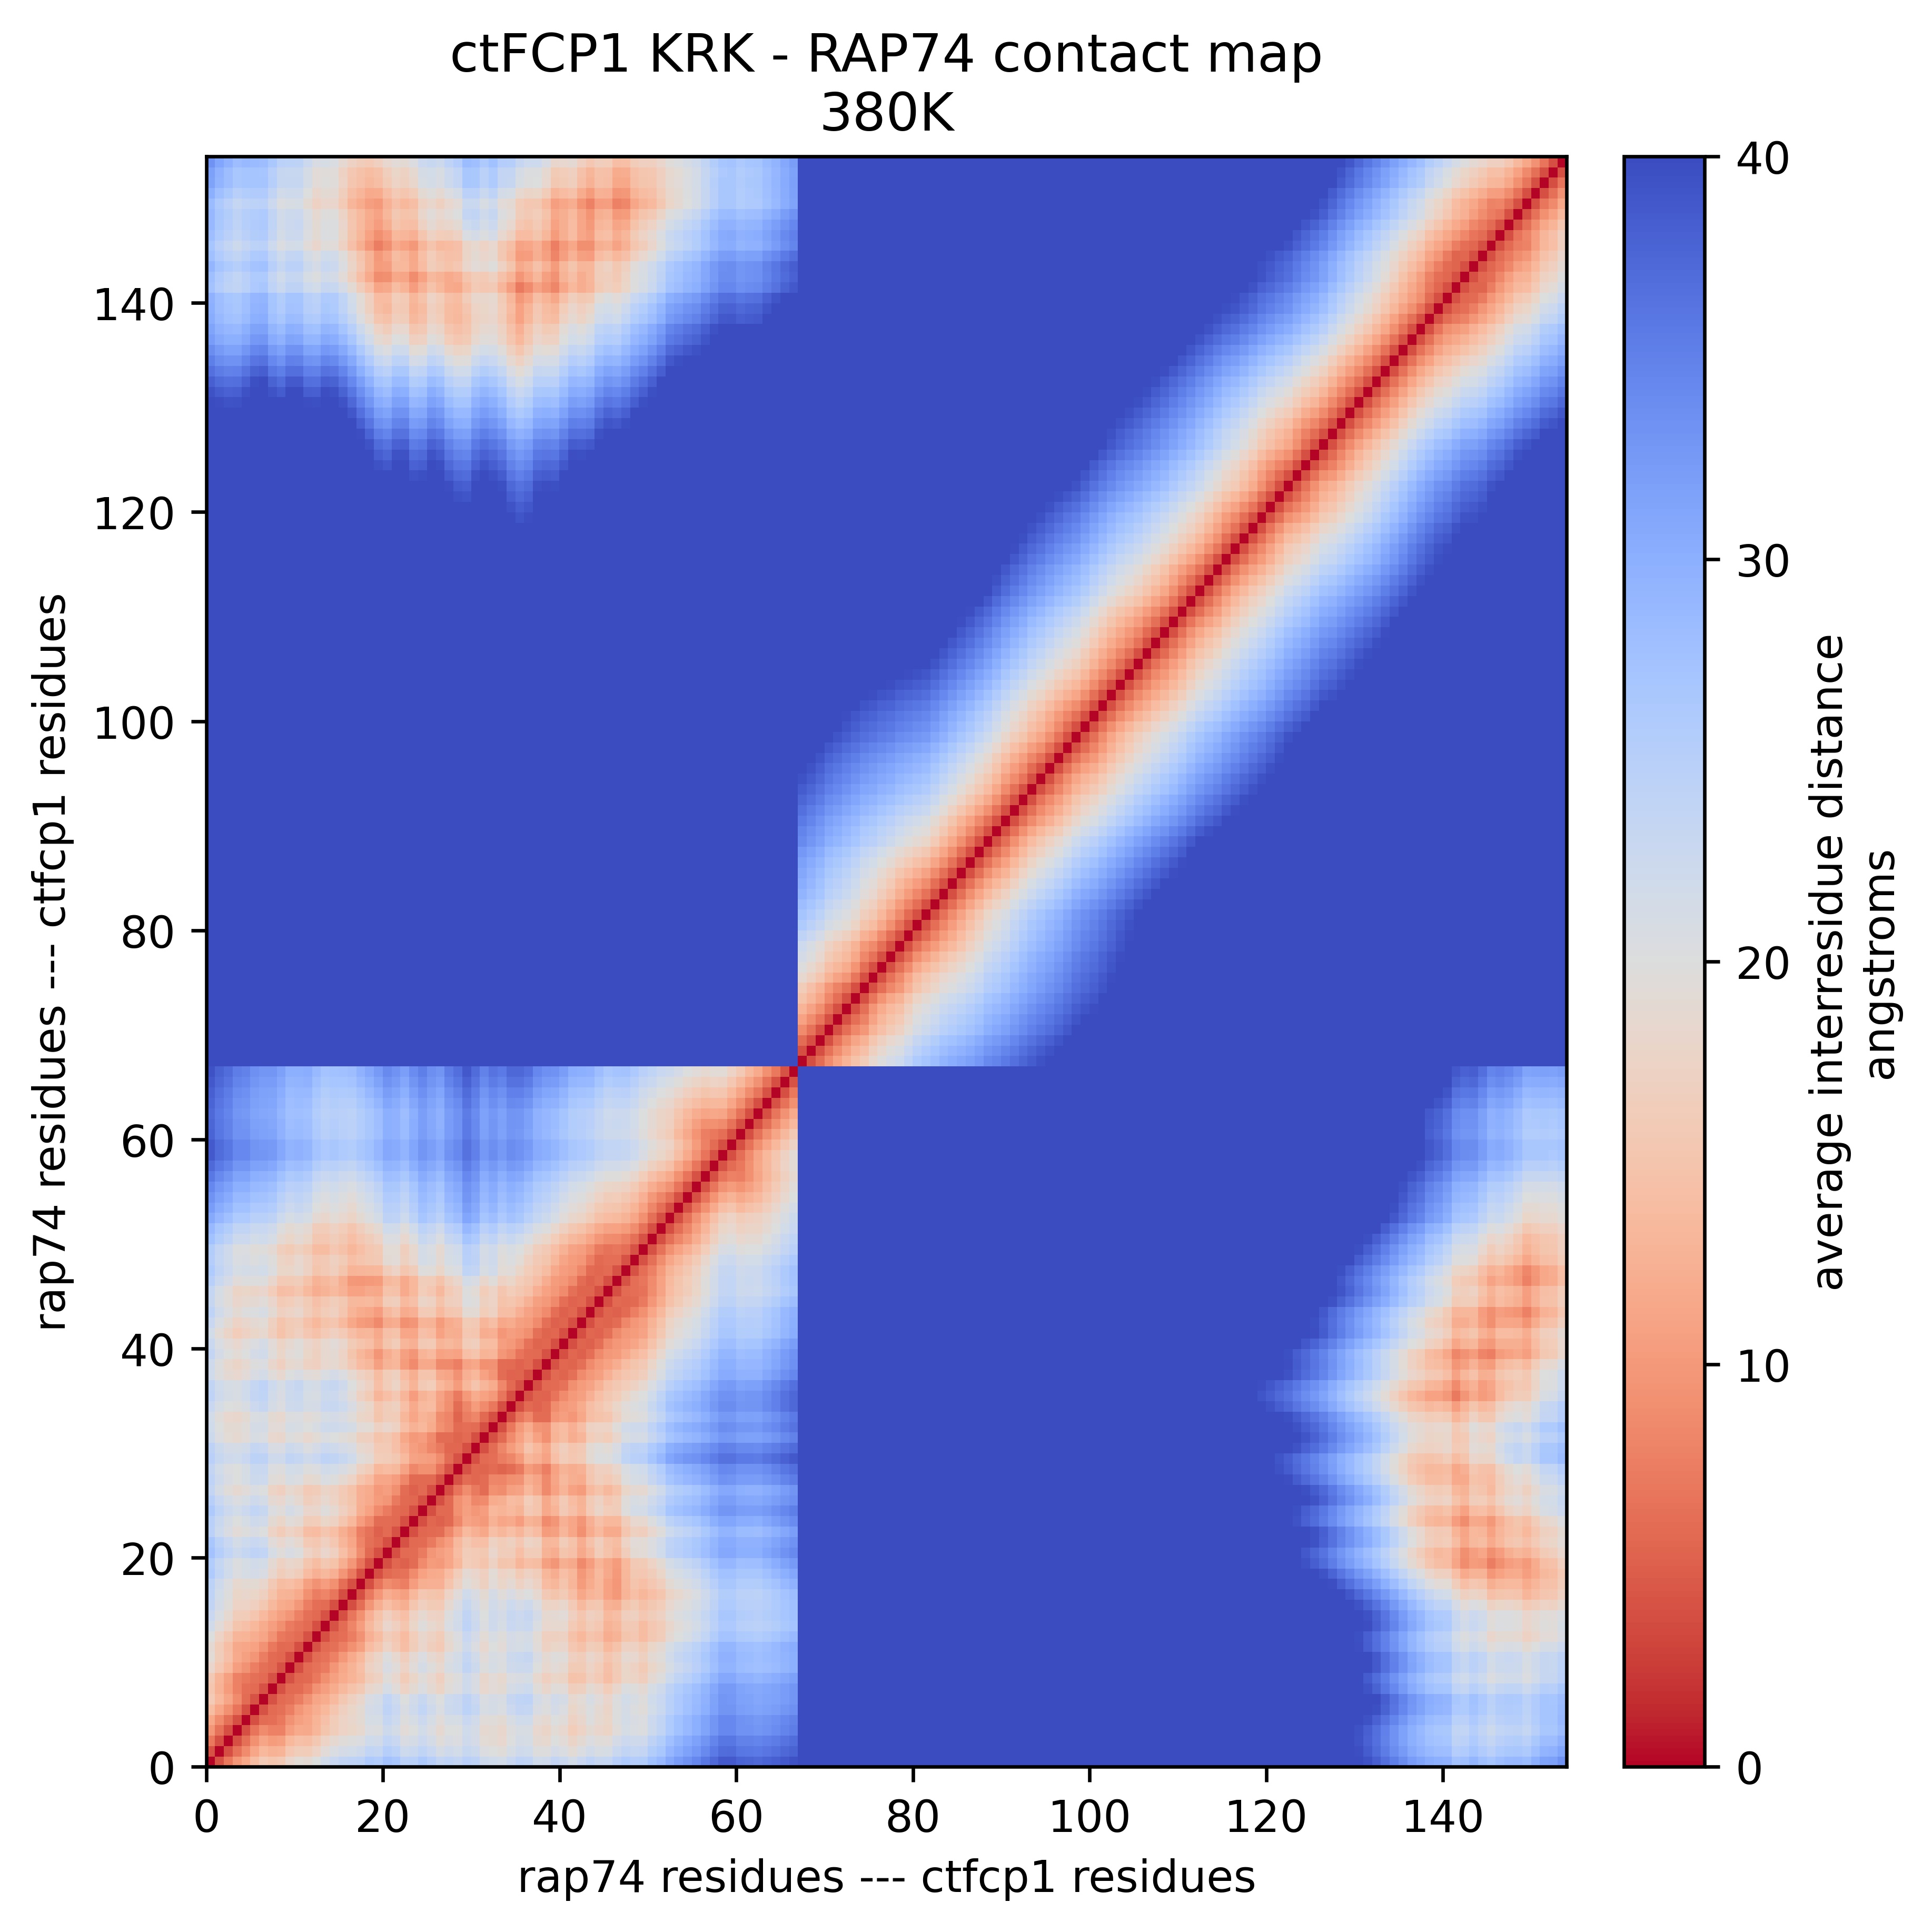 ctFCP1 KRK - RAP74 contact map
380K
rap74 residues --- ctfcp1 residues
140
120
100
80
60
40
20
0
0 20 40 60 80 100 120 140
rap74 residues --- ctfcp1 residues
40
30
20
10
0
average interresidue distance
angstroms